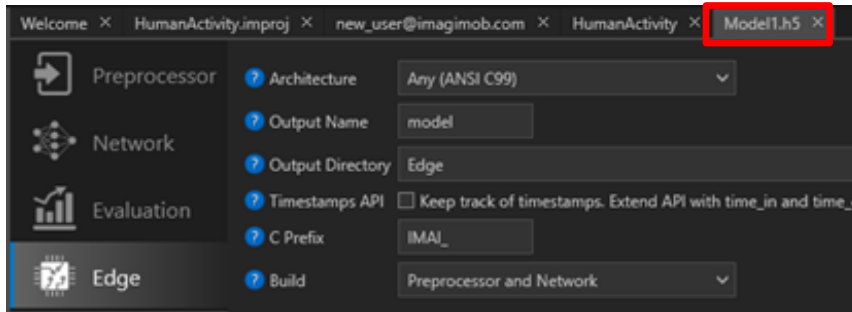 Welcome × HumanActivity.improj × new_user@imagimob.com × HumanActivity × Model1.h5 ×
Preprocessor
Network
Evaluation
Edge
Architecture Any (ANSI C99)
Output Name model
Output Directory Edge
Timestamps API Keep track of timestamps. Extend API with time_in and time_
C Prefix IMAI_
Build Preprocessor and Network